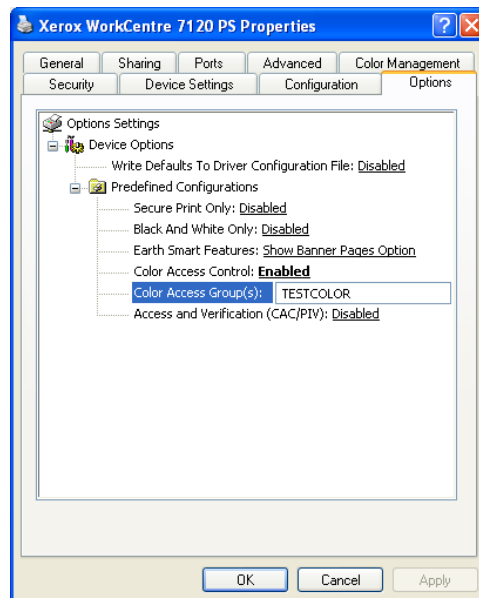 Xerox WorkCentre 7120 PS Properties
General Sharing Ports Advanced Color Management
Security Device Settings Configuration Options
Options Settings
Device Options
Write Defaults To Driver Configuration File: Disabled
Predefined Configurations
Secure Print Only: Disabled
Black And White Only: Disabled
Earth Smart Features: Show Banner Pages Option
Color Access Control: Enabled
Color Access Group(s): TESTCOLOR
Access and Verification (CAC/PIV): Disabled
OK Cancel Apply